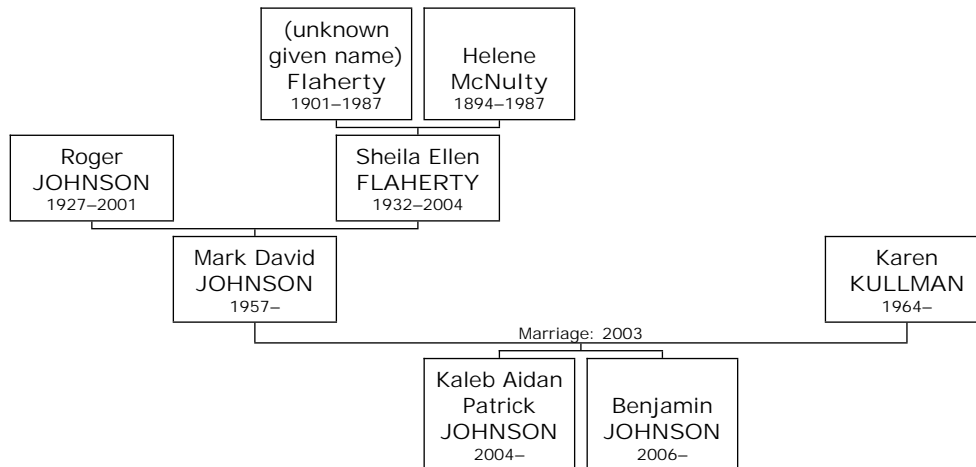 (unknown
given name)
Flaherty
1901–1987
Helene
McNulty
1894–1987
Roger
JOHNSON
1927–2001
Sheila Ellen
FLAHERTY
1932–2004
Mark David
JOHNSON
1957–
Karen
KULLMAN
1964–
Marriage: 2003
Kaleb Aidan
Patrick
JOHNSON
2004–
Benjamin
JOHNSON
2006–